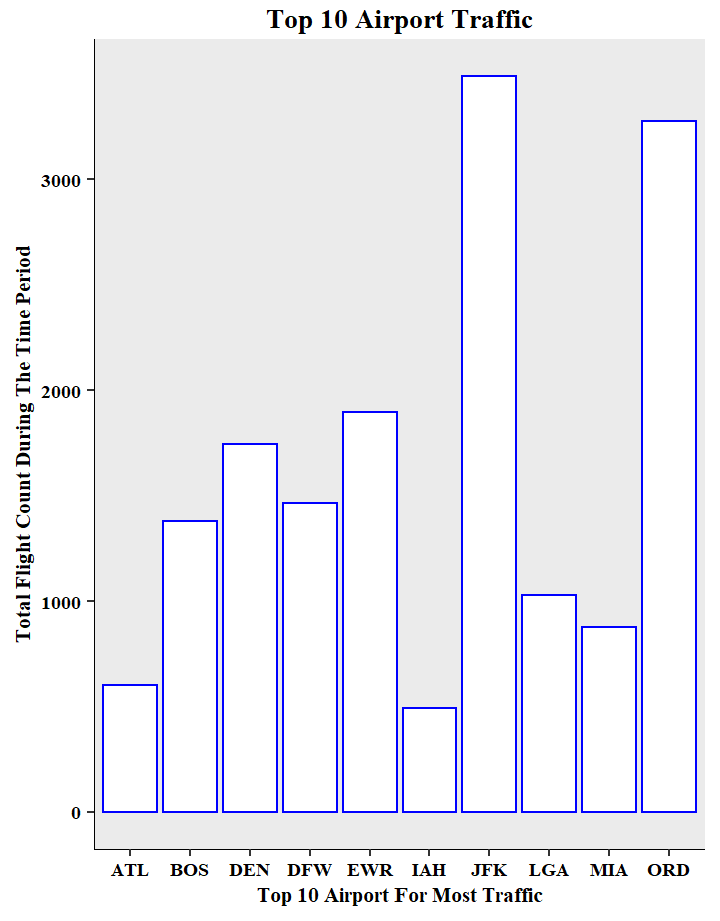 Top 10 Airport Traffic
Total Flight Count During The Time Period
3000
2000
1000
0
ATL BOS DEN DFW EWR IAH JFK LGA MIA ORD
Top 10 Airport For Most Traffic